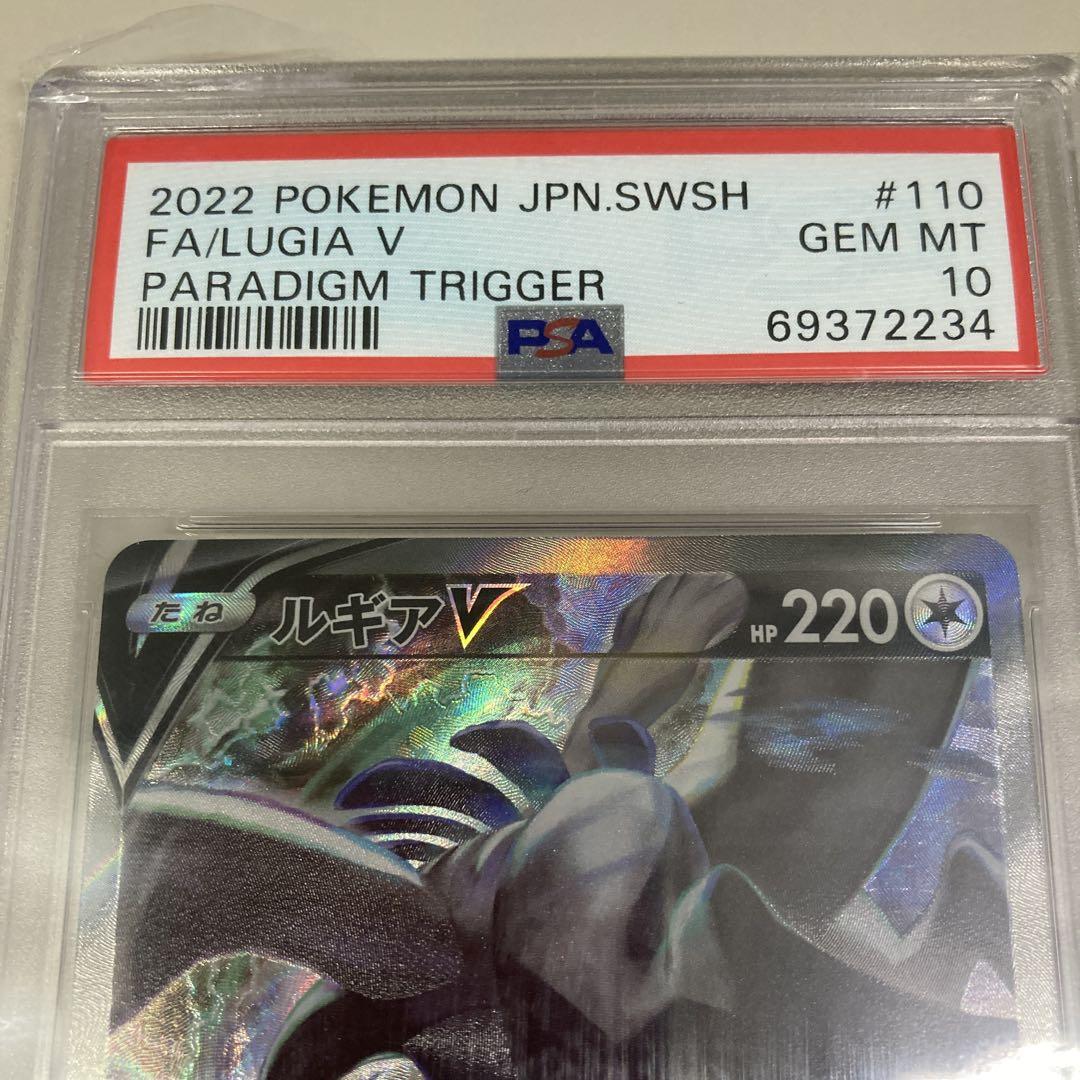 2022 POKEMON JPN.SWSH #110
FA/LUGIA V GEM MT
PARADIGM TRIGGER 10
PSA 69372234
たね ルギアV HP 220